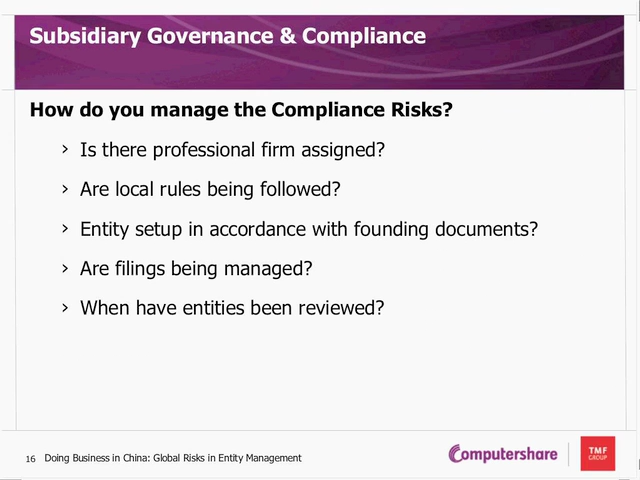 Subsidiary Governance & Compliance
How do you manage the Compliance Risks?
› Is there professional firm assigned?
› Are local rules being followed?
› Entity setup in accordance with founding documents?
› Are filings being managed?
› When have entities been reviewed?
16 Doing Business in China: Global Risks in Entity Management
Computershare
TMF
GROUP